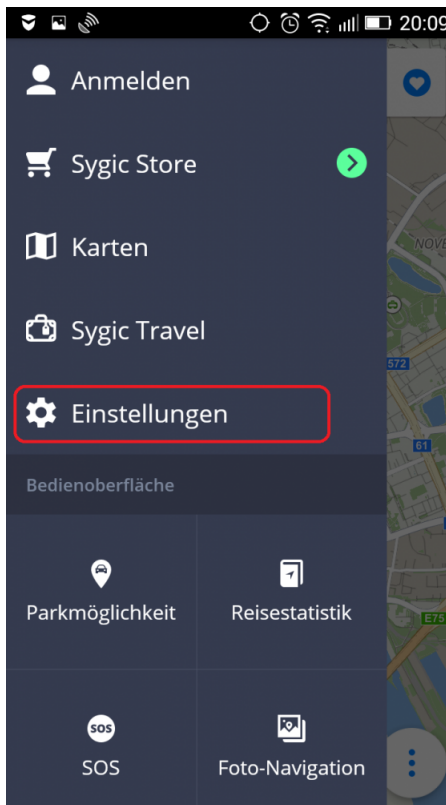 20:09
Anmelden
Sygic Store
Karten
NOVÉ
Sygic Travel
572
Einstellungen
61
Bedienoberfläche
Parkmöglichkeit
Reisestatistik
E75
SOS
SOS
Foto-Navigation